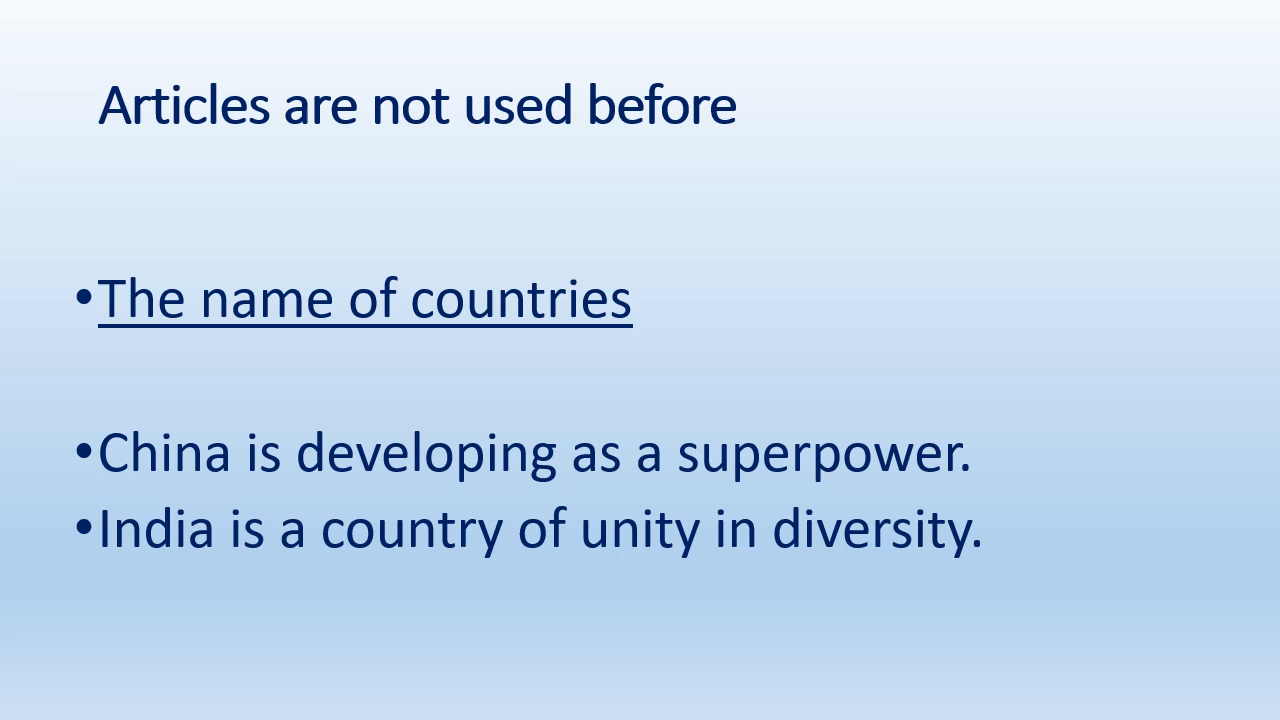 Articles are not used before
•The name of countries
•China is developing as a superpower.
•India is a country of unity in diversity.